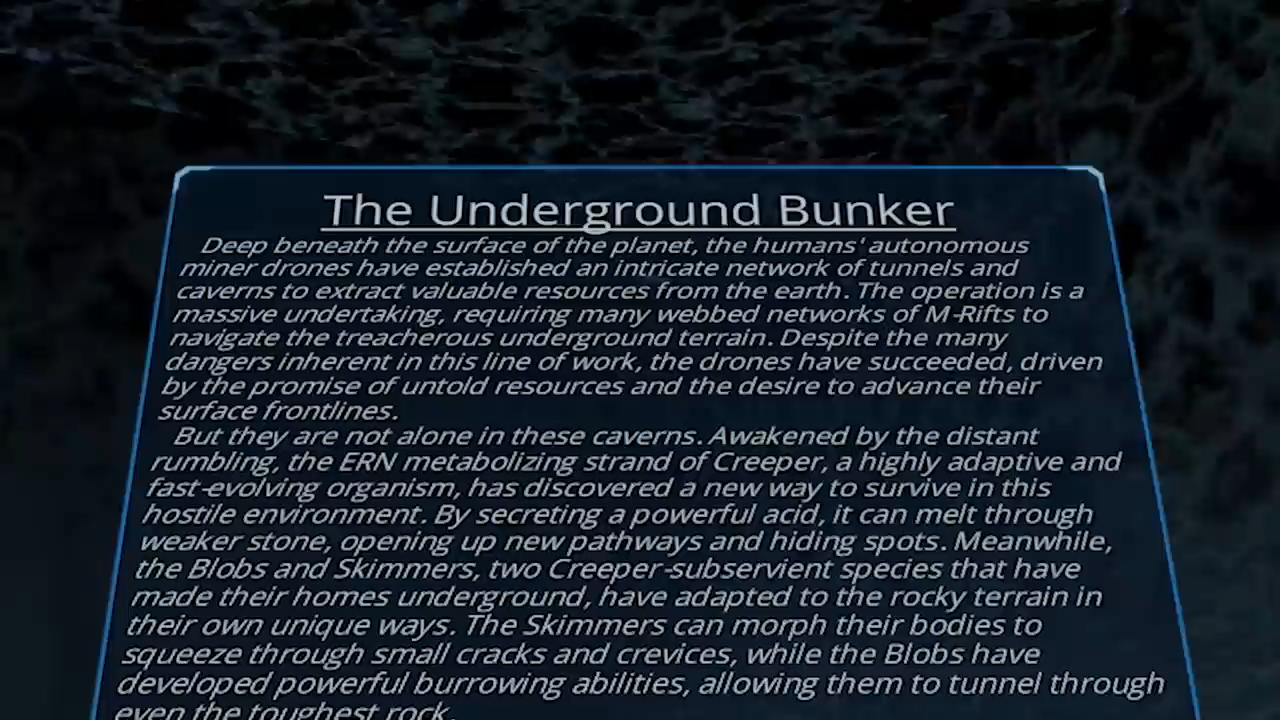 The Underground Bunker
Deep beneath the surface of the planet, the humans' autonomous
miner drones have established an intricate network of tunnels and
caverns to extract valuable resources from the earth. The operation is a
massive undertaking, requiring many webbed networks of M-Rifts to
navigate the treacherous underground terrain. Despite the many
dangers inherent in this line of work, the drones have succeeded, driven
by the promise of untold resources and the desire to advance their
surface frontlines.
But they are not alone in these caverns. Awakened by the distant
rumbling, the ERN metabolizing strand of Creeper, a highly adaptive and
fast-evolving organism, has discovered a new way to survive in this
hostile environment. By secreting a powerful acid, it can melt through
weaker stone, opening up new pathways and hiding spots. Meanwhile,
the Blobs and Skimmers, two Creeper-subservient species that have
made their homes underground, have adapted to the rocky terrain in
their own unique ways. The Skimmers can morph their bodies to
squeeze through small cracks and crevices, while the Blobs have
developed powerful burrowing abilities, allowing them to tunnel through
even the toughest rock.